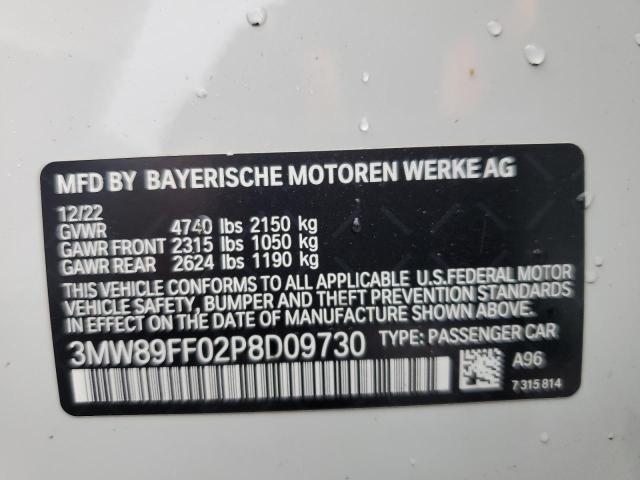 MFD BY BAYERISCHE MOTOREN WERKE AG
12/22
GVWR 4740 lbs 2150 kg
GAWR FRONT 2315 lbs 1050 kg
GAWR REAR 2624 lbs 1190 kg
THIS VEHICLE CONFORMS TO ALL APPLICABLE U.S.FEDERAL MOTOR
VEHICLE SAFETY, BUMPER AND THEFT PREVENTION STANDARDS
IN EFFECT ON THE DATE OF MANUFACTURE SHOWN ABOVE.
3MW89FF02P8D09730 TYPE: PASSENGER CAR
A96
7 315 814